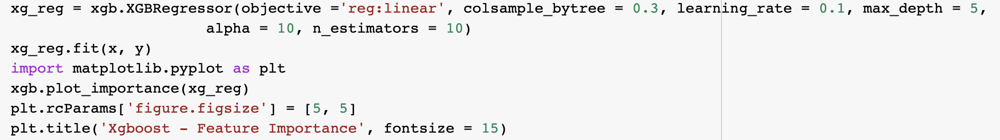 xg_reg = xgb.XGBRegressor(objective ='reg:linear', colsample_bytree = 0.3, learning_rate = 0.1, max_depth = 5,
                      alpha = 10, n_estimators = 10)
xg_reg.fit(x, y)
import matplotlib.pyplot as plt
xgb.plot_importance(xg_reg)
plt.rcParams['figure.figsize'] = [5, 5]
plt.title('Xgboost - Feature Importance', fontsize = 15)